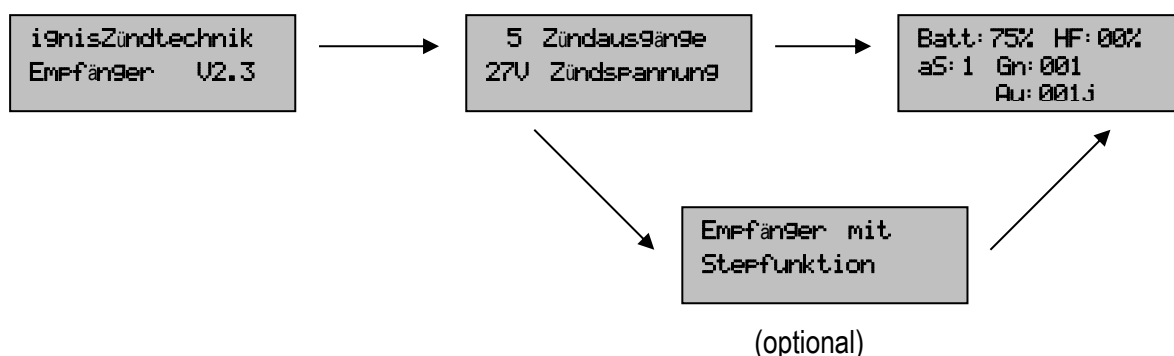 ignisZündtechnik
Empfänger V2.3
5 Zündausgänge
27V Zündspannung
Batt:75% HF:00%
aS:1 Gn:001
Au:001j
Empfänger mit
Stepfunktion
(optional)